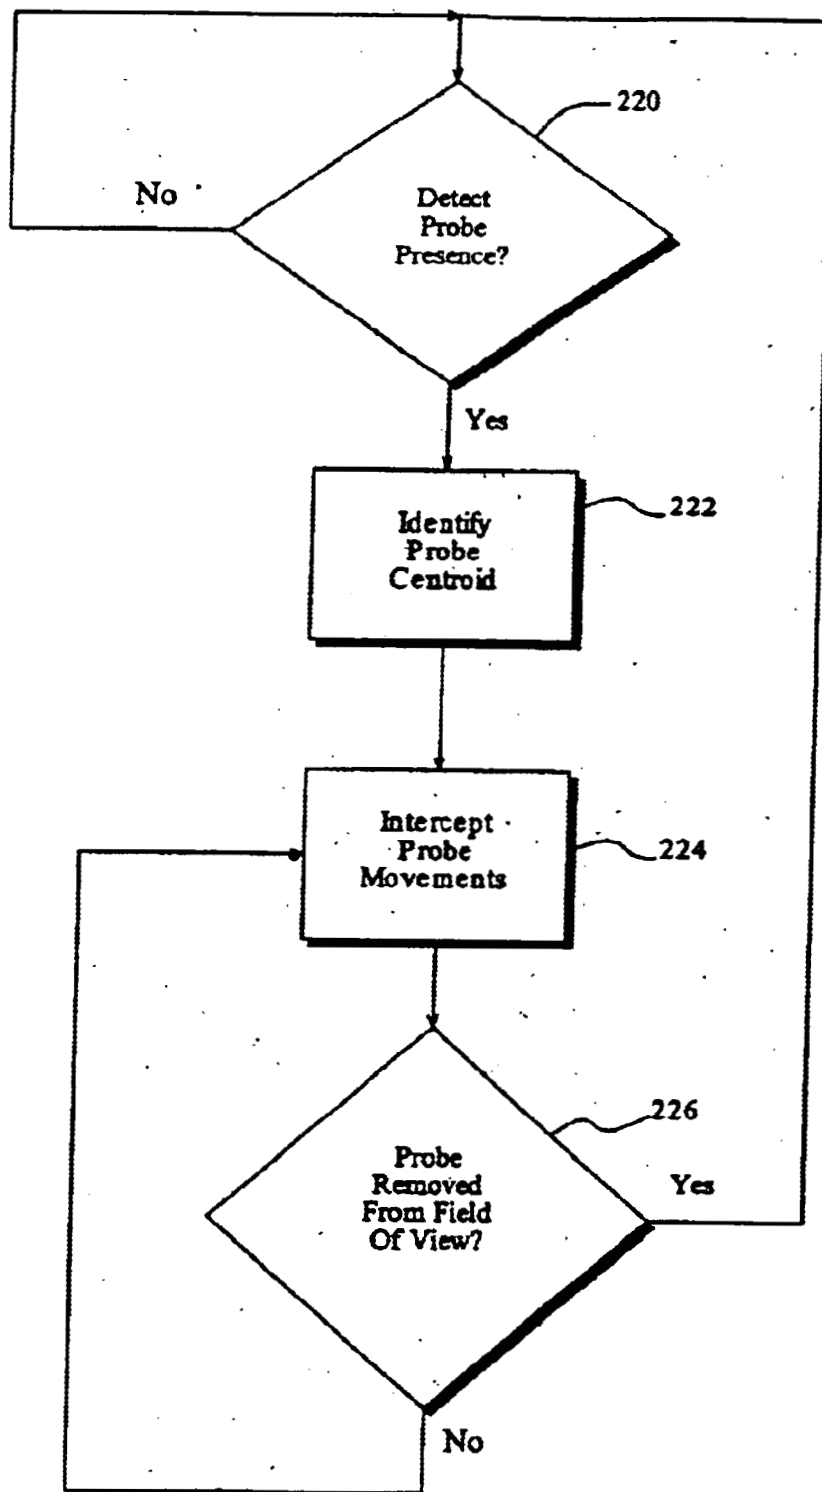 220
No
Detect
Probe
Presence?
Yes
222
Identify
Probe
Centroid
Intercept
Probe
Movements
224
226
Probe
Removed
From Field
Of View?
Yes
No